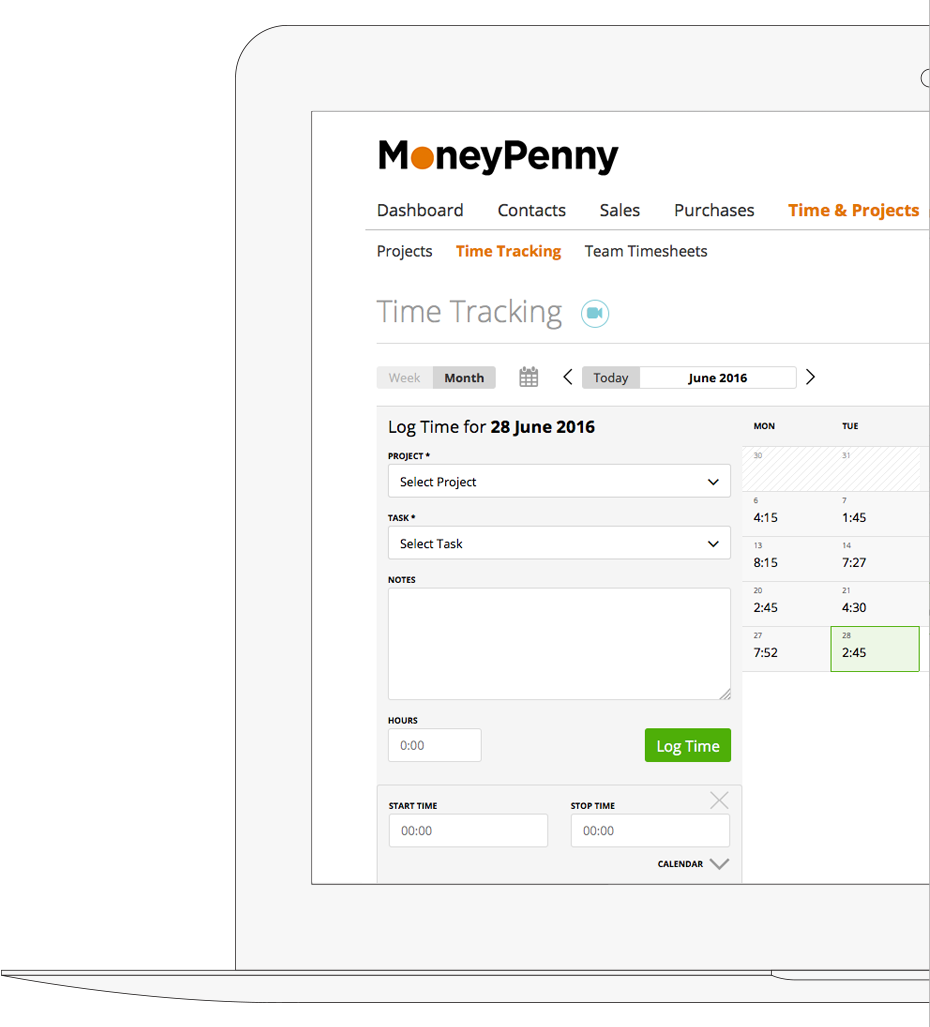 MoneyPenny
Dashboard Contacts Sales Purchases Time & Projects
Projects Time Tracking Team Timesheets
Time Tracking
Week Month Today June 2016
Log Time for 28 June 2016
PROJECT *
Select Project
TASK *
Select Task
NOTES
HOURS
0:00
Log Time
START TIME STOP TIME
00:00 00:00
CALENDAR
MON TUE
30 31
6 7
4:15 1:45
13 14
8:15 7:27
20 21
2:45 4:30
27 28
7:52 2:45